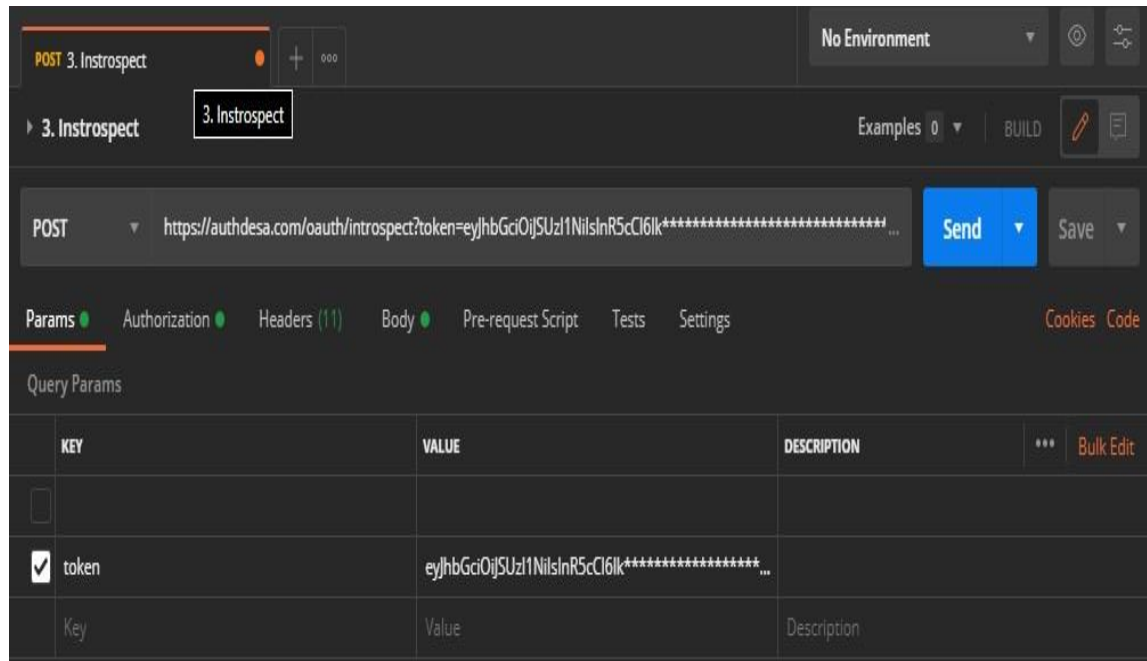 POST 3. Instrospect
No Environment
3. Instrospect
3. Instrospect
Examples 0
BUILD
POST
https://authdesa.com/oauth/introspect?token=eyJhbGciOiJSUzI1NiIsInR5cCI6Ik******************************...
Send
Save
Params
Authorization
Headers (11)
Body
Pre-request Script
Tests
Settings
Cookies
Code
Query Params
KEY
VALUE
DESCRIPTION
Bulk Edit
token
eyJhbGciOiJSUzI1NiIsInR5cCI6Ik******************...
Key
Value
Description